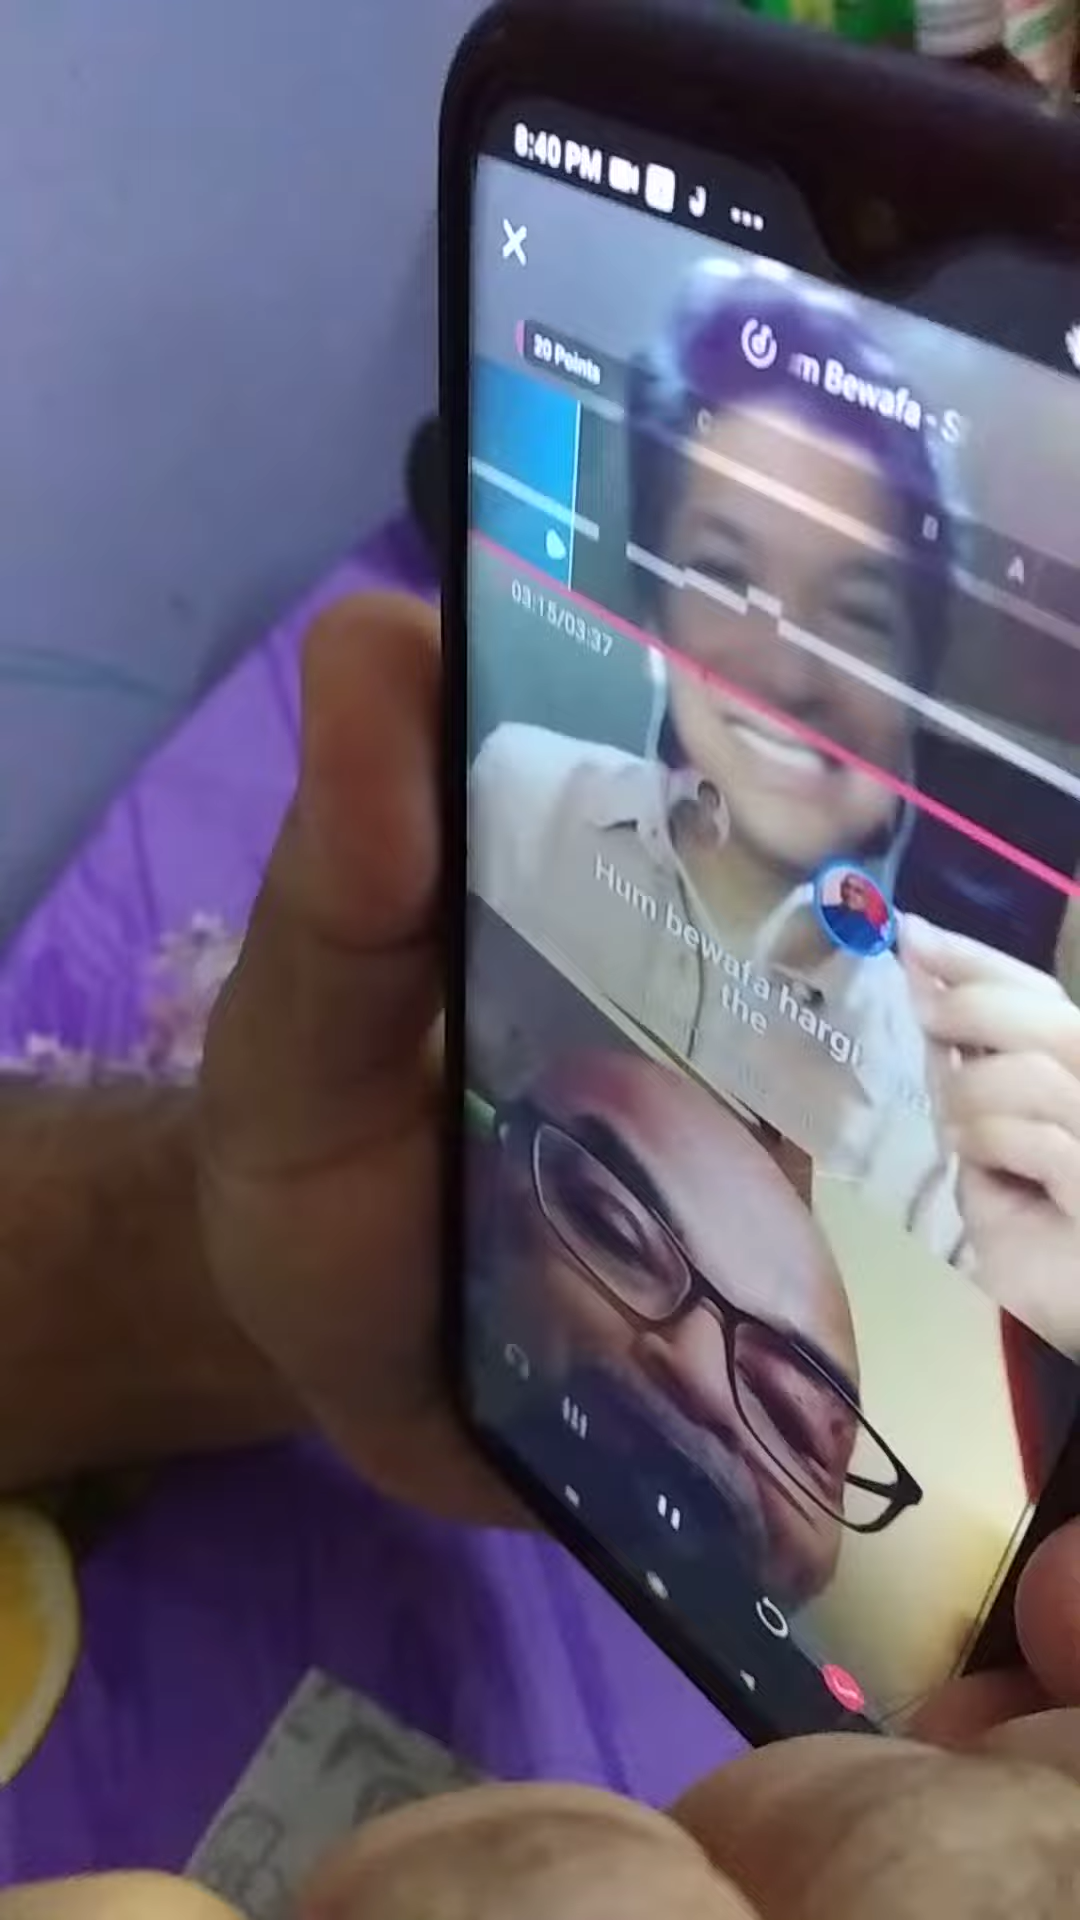 8:40 PM
20 Points
m Bewafa - S
C
B
A
03:15/03:37
Hum bewafa hargi
the